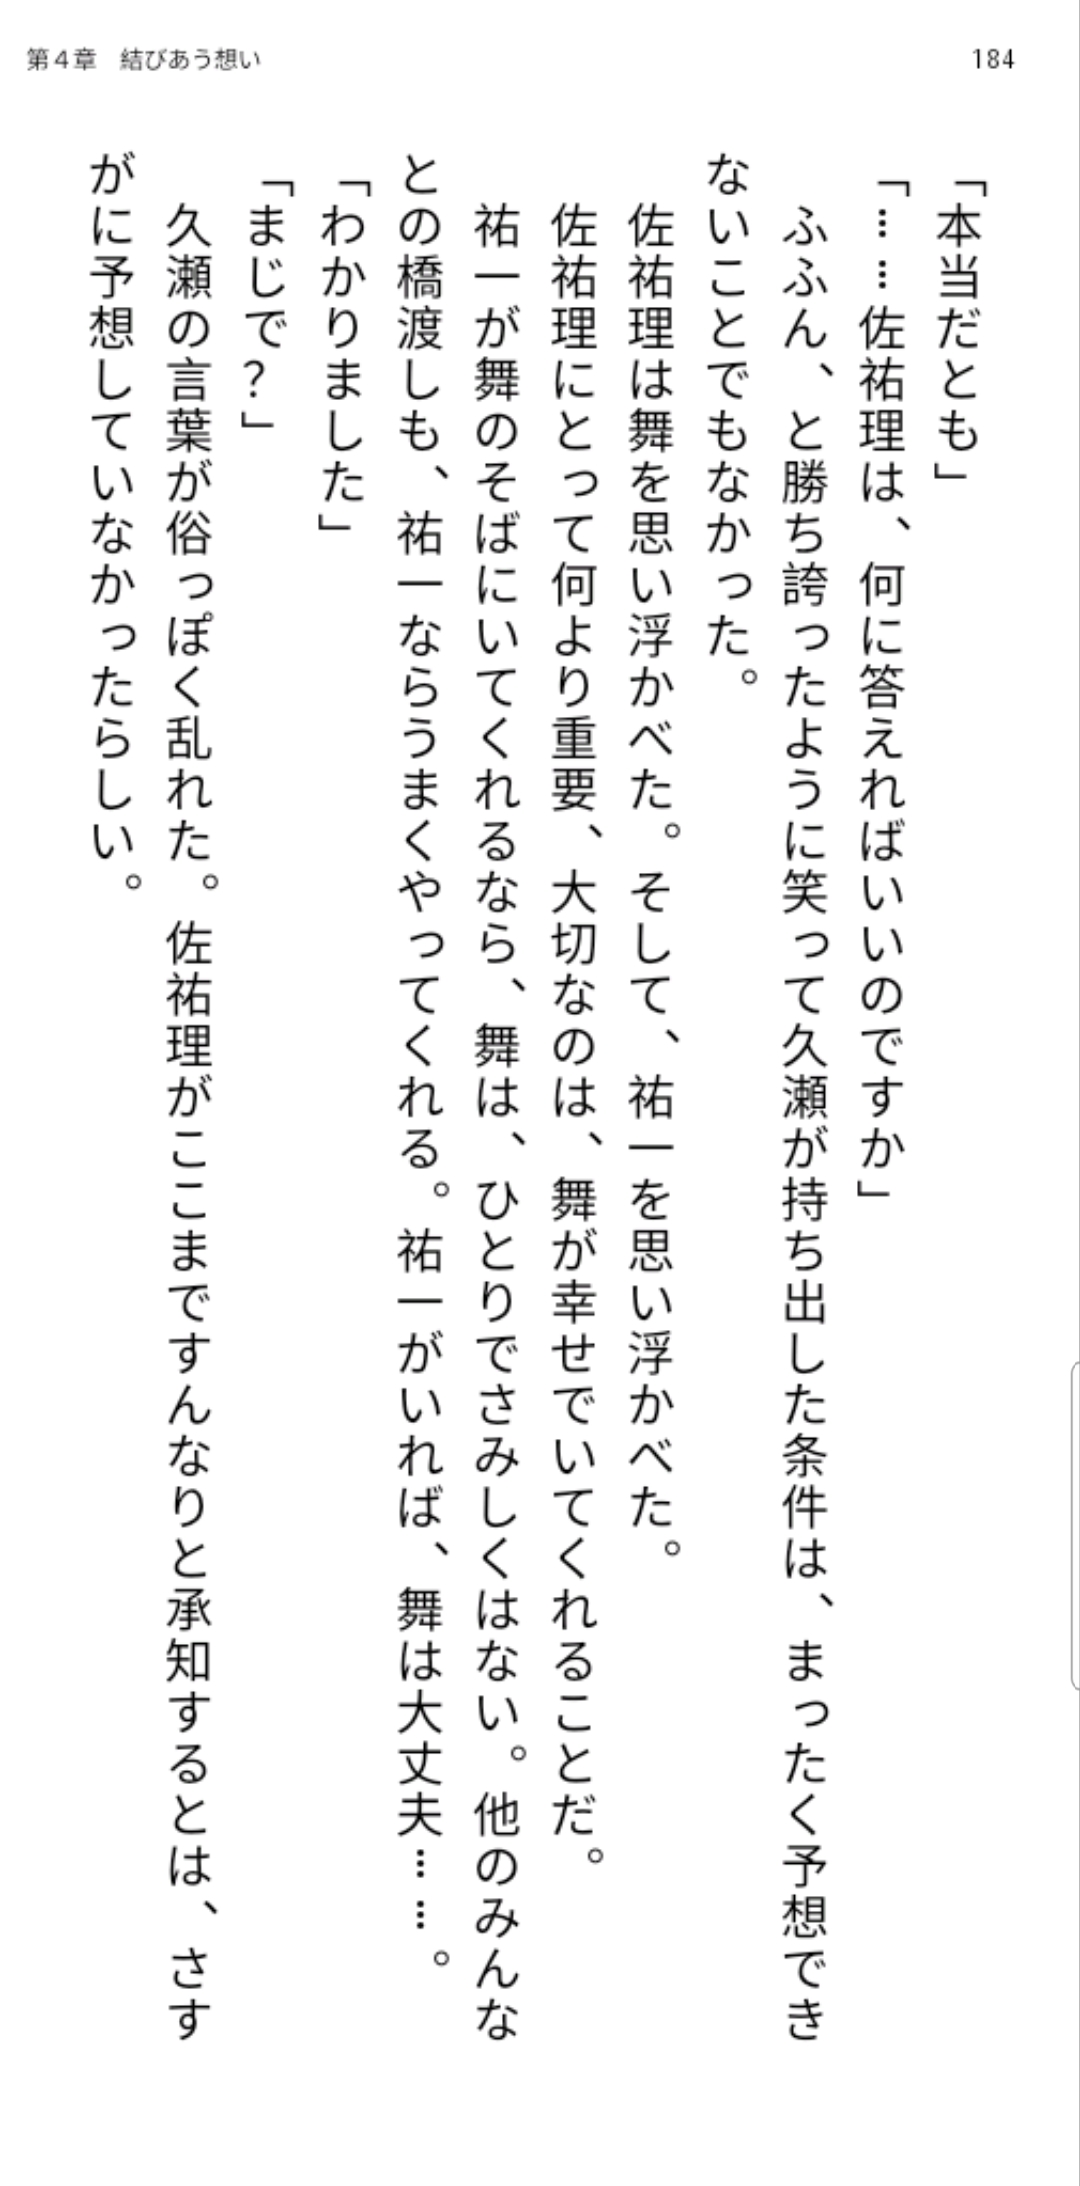 第４章　結びあう想い
184
「本当だとも」
「……佐祐理は、何に答えればいいのですか」
　ふふん、と勝ち誇ったように笑って久瀬が持ち出した条件は、まったく予想でき
ないことでもなかった。
　佐祐理は舞を思い浮かべた。そして、祐一を思い浮かべた。
　佐祐理にとって何より重要、大切なのは、舞が幸せでいてくれることだ。
　祐一が舞のそばにいてくれるなら、舞は、ひとりでさみしくはない。他のみんな
との橋渡しも、祐一ならうまくやってくれる。祐一がいれば、舞は大丈夫……。
「わかりました」
「まじで？」
　久瀬の言葉が俗っぽく乱れた。佐祐理がここまですんなりと承知するとは、さす
がに予想していなかったらしい。